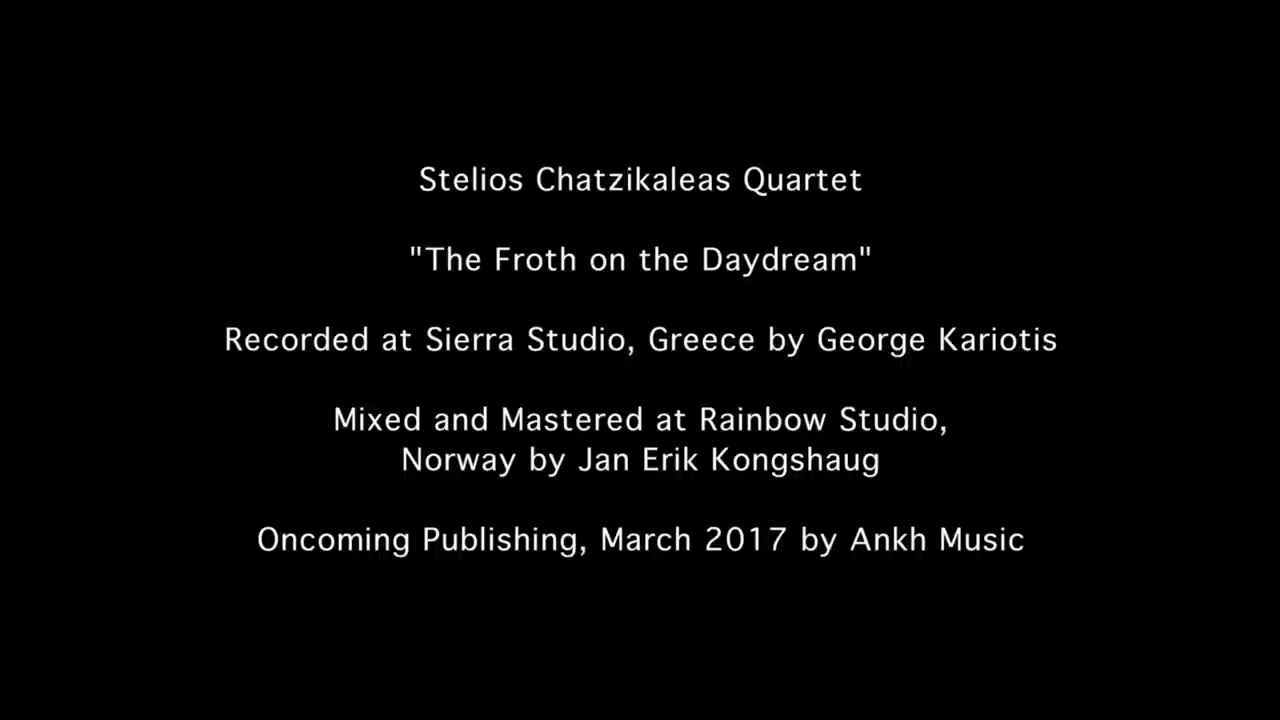 Stelios Chatzikaleas Quartet
"The Froth on the Daydream"
Recorded at Sierra Studio, Greece by George Kariotis
Mixed and Mastered at Rainbow Studio,
Norway by Jan Erik Kongshaug
Oncoming Publishing, March 2017 by Ankh Music